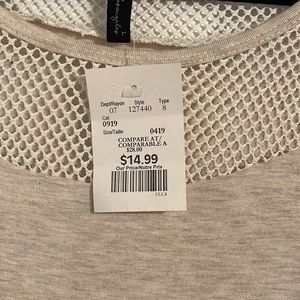 L
Dept/Rayon Style Type
07 127440 8
Cat.
0919
Size/Taille 0419
COMPARE AT/
COMPARABLE A
$28.00
$14.99
Our Price/Notre Prix
FLC4